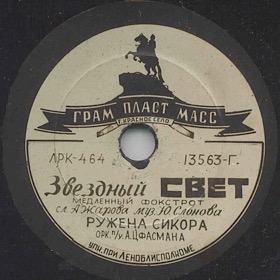 ГРАМ ПЛАСТ МАСС
Г. КРАСНОЕ СЕЛО
ЛРК-464 13563-Г.
Звездный СВЕТ
МЕДЛЕННЫЙ ФОКСТРОТ
сл. А. Жарова муз. Ю. Слонова
РУЖЕНА СИКОРА
ОРК. П/У. А. ЦФАСМАНА
УПК. ПРИ ЛЕНОБЛИСПОЛКОМЕ